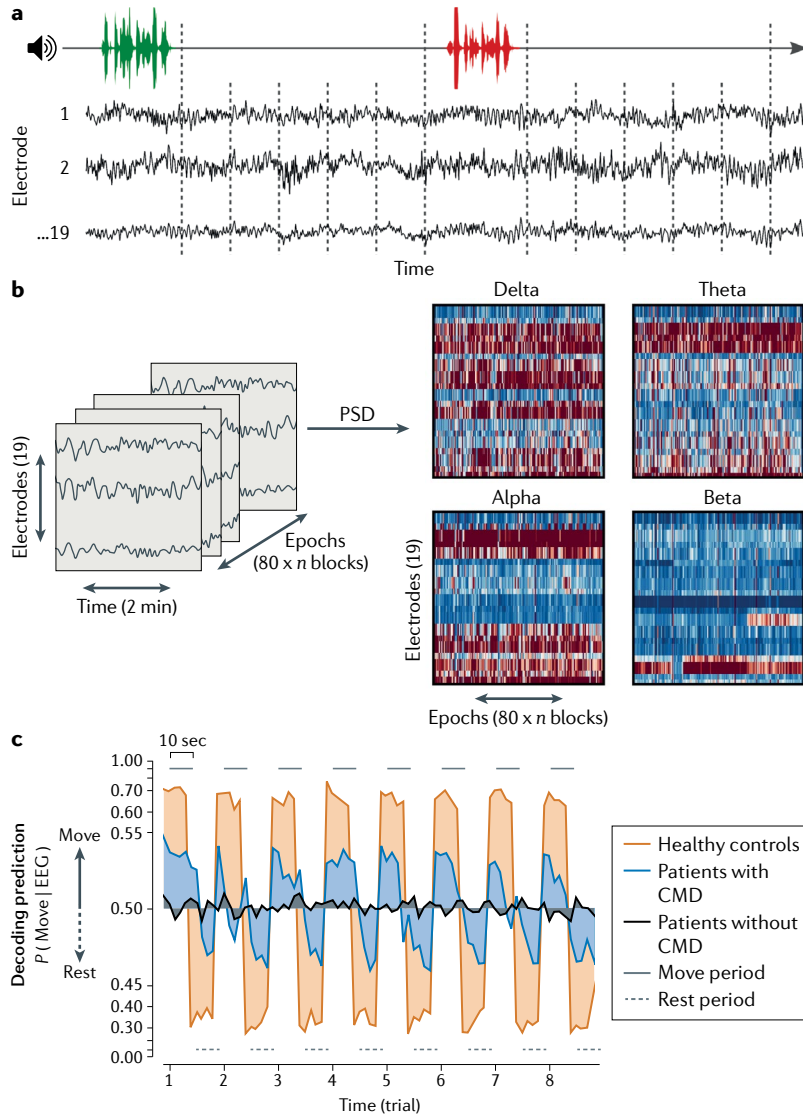 a
Electrode
1
2
...19
Time
b
Delta
Theta
PSD
Electrodes (19)
Epochs
(80 x n blocks)
Time (2 min)
Alpha
Beta
Electrodes (19)
Epochs (80 x n blocks)
c
10 sec
1.00
0.70
0.60
0.55
0.50
0.45
0.40
0.30
0.00
Decoding prediction
P ( Move | EEG )
Move
Rest
1 2 3 4 5 6 7 8
Time (trial)
Healthy controls
Patients with
CMD
Patients without
CMD
Move period
Rest period